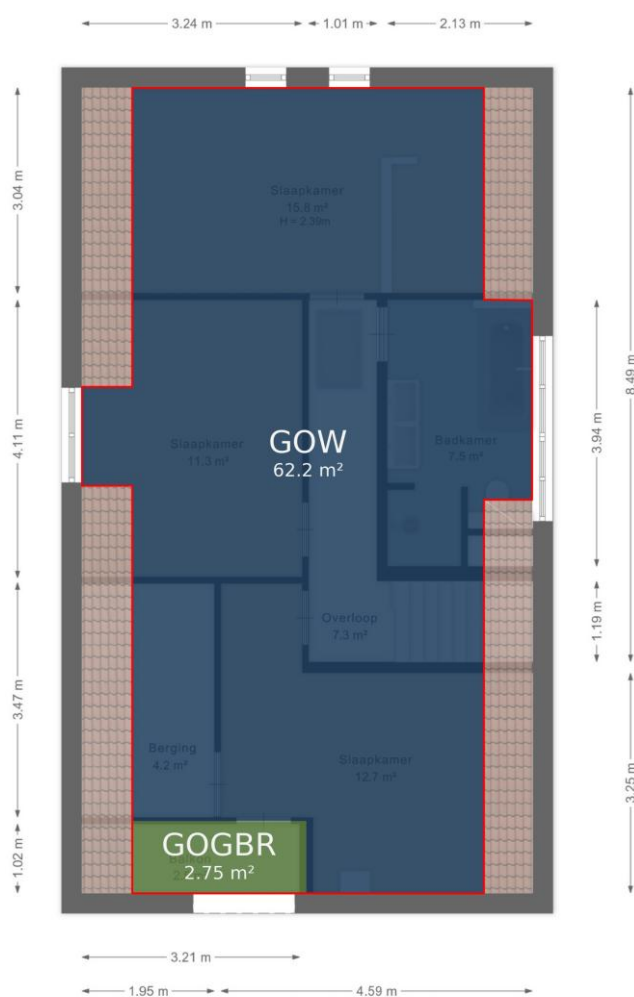 3.24 m
1.01 m
2.13 m
3.04 m
Slaapkamer
15.8 m²
H = 2.39m
8.49 m
4.11 m
3.94 m
Slaapkamer
11.3 m²
GOW
62.2 m²
Badkamer
7.5 m²
1.19 m
Overloop
7.3 m²
3.47 m
Berging
4.2 m²
Slaapkamer
12.7 m²
3.25 m
1.02 m
GOGBR
2.75 m²
Balkon
3.21 m
1.95 m
4.59 m